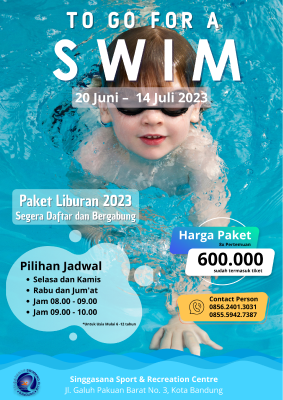 TO GO FOR A
SWIM
20 Juni – 14 Juli 2023
Paket Liburan 2023
Segera Daftar dan Bergabung
Harga Paket
8x Pertemuan
600.000
sudah termasuk tiket
Pilihan Jadwal
• Selasa dan Kamis
• Rabu dan Jum'at
• Jam 08.00 - 09.00
• Jam 09.00 - 10.00
*Untuk Usia Mulai 4 -12 tahun
Contact Person
0856.2401.3031
0855.5942.7387
Singgasana Sport & Recreation Centre
Jl. Galuh Pakuan Barat No. 3, Kota Bandung